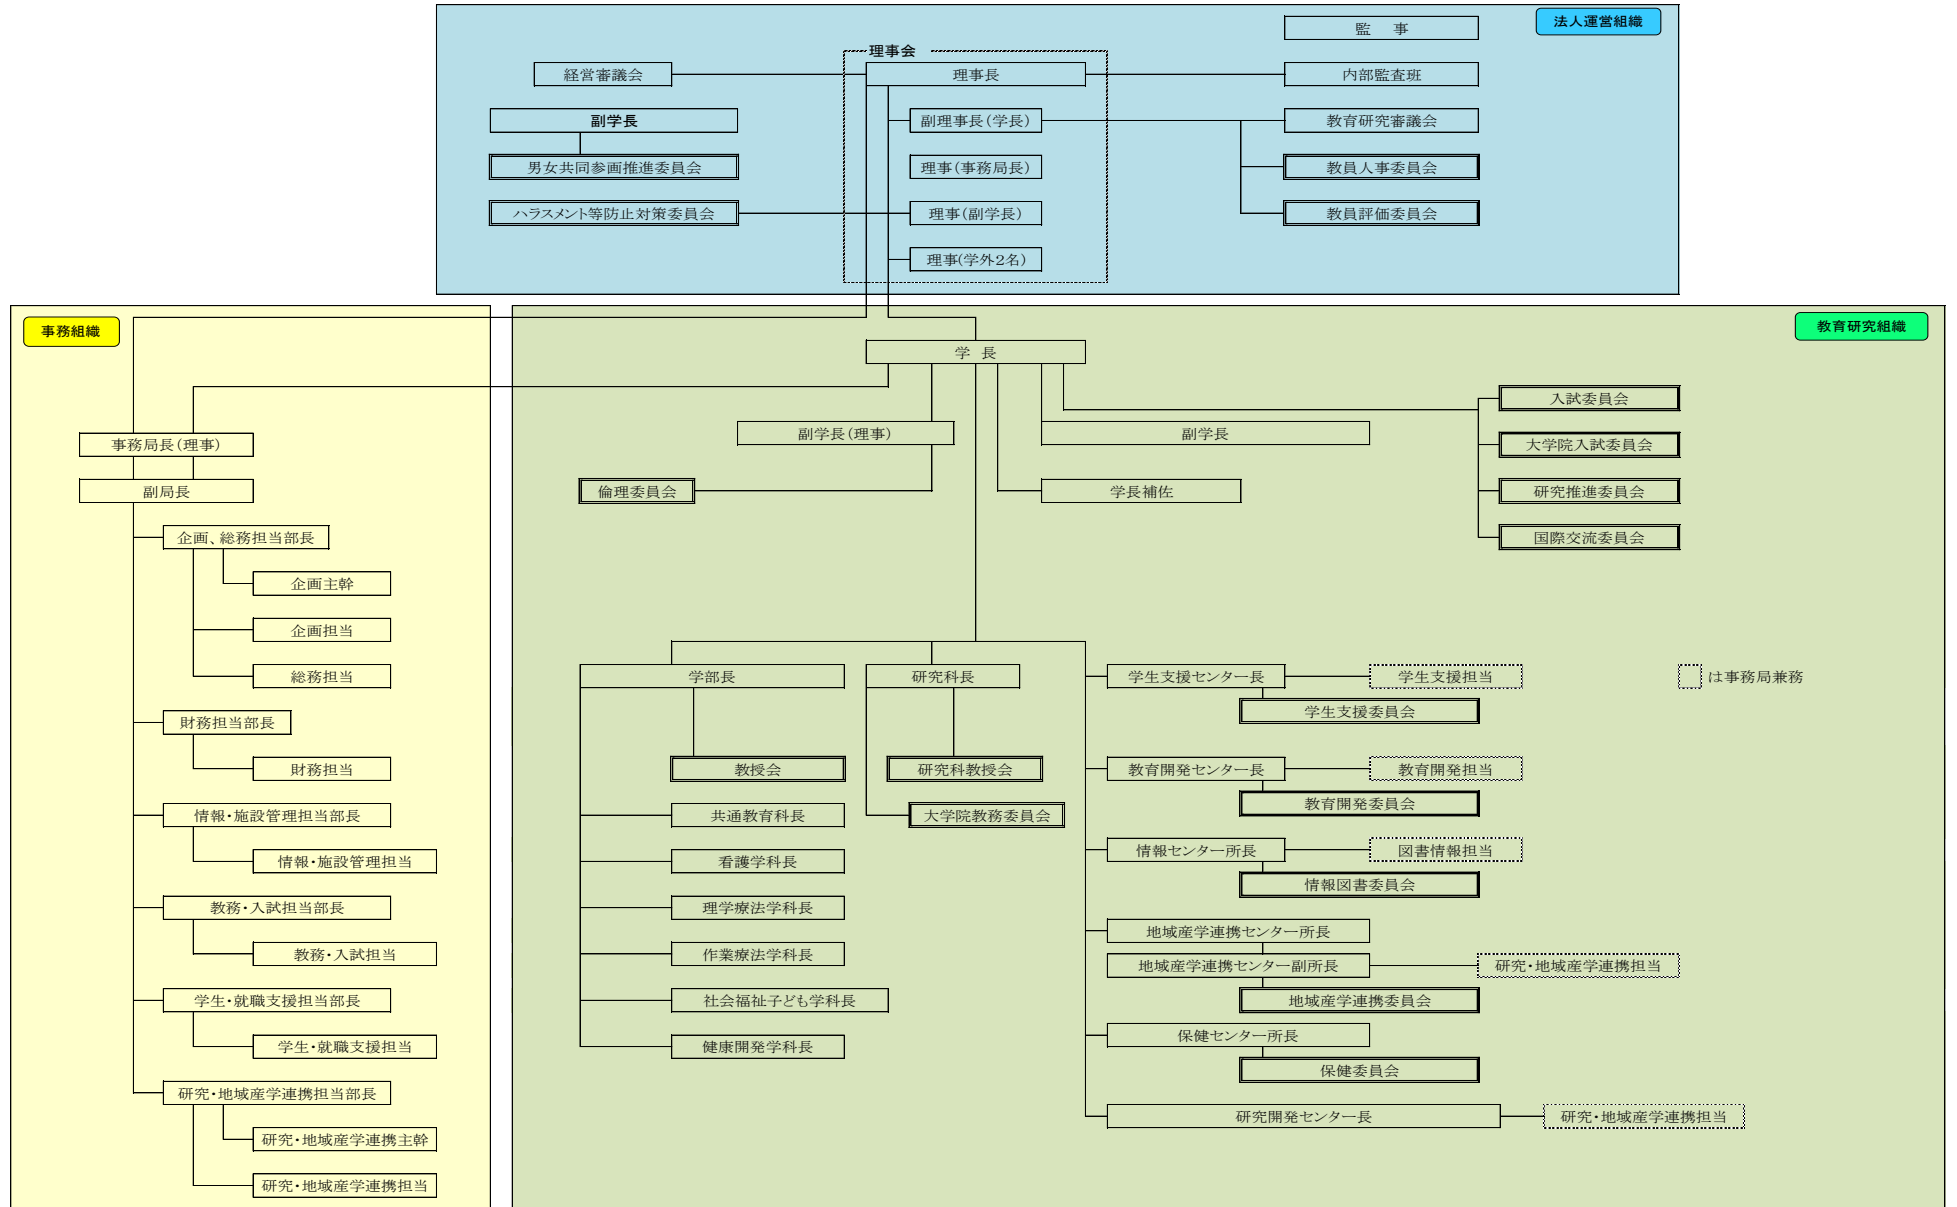 法人運営組織
監　事
理事会
経営審議会
理事長
内部監査班
副学長
副理事長(学長)
教育研究審議会
男女共同参画推進委員会
理事(事務局長)
教員人事委員会
ハラスメント等防止対策委員会
理事(副学長)
教員評価委員会
理事(学外2名)
事務組織
事務局長(理事)
副局長
企画、総務担当部長
企画主幹
企画担当
総務担当
財務担当部長
財務担当
情報・施設管理担当部長
情報・施設管理担当
教務・入試担当部長
教務・入試担当
学生・就職支援担当部長
学生・就職支援担当
研究・地域産学連携担当部長
研究・地域産学連携主幹
研究・地域産学連携担当
教育研究組織
学　長
入試委員会
副学長(理事)
副学長
大学院入試委員会
倫理委員会
学長補佐
研究推進委員会
国際交流委員会
学部長
研究科長
学生支援センター長
学生支援担当
は事務局兼務
学生支援委員会
教授会
研究科教授会
教育開発センター長
教育開発担当
教育開発委員会
共通教育科長
大学院教務委員会
情報センター所長
図書情報担当
看護学科長
情報図書委員会
理学療法学科長
地域産学連携センター所長
作業療法学科長
地域産学連携センター副所長
研究・地域産学連携担当
社会福祉子ども学科長
地域産学連携委員会
健康開発学科長
保健センター所長
保健委員会
研究開発センター長
研究・地域産学連携担当